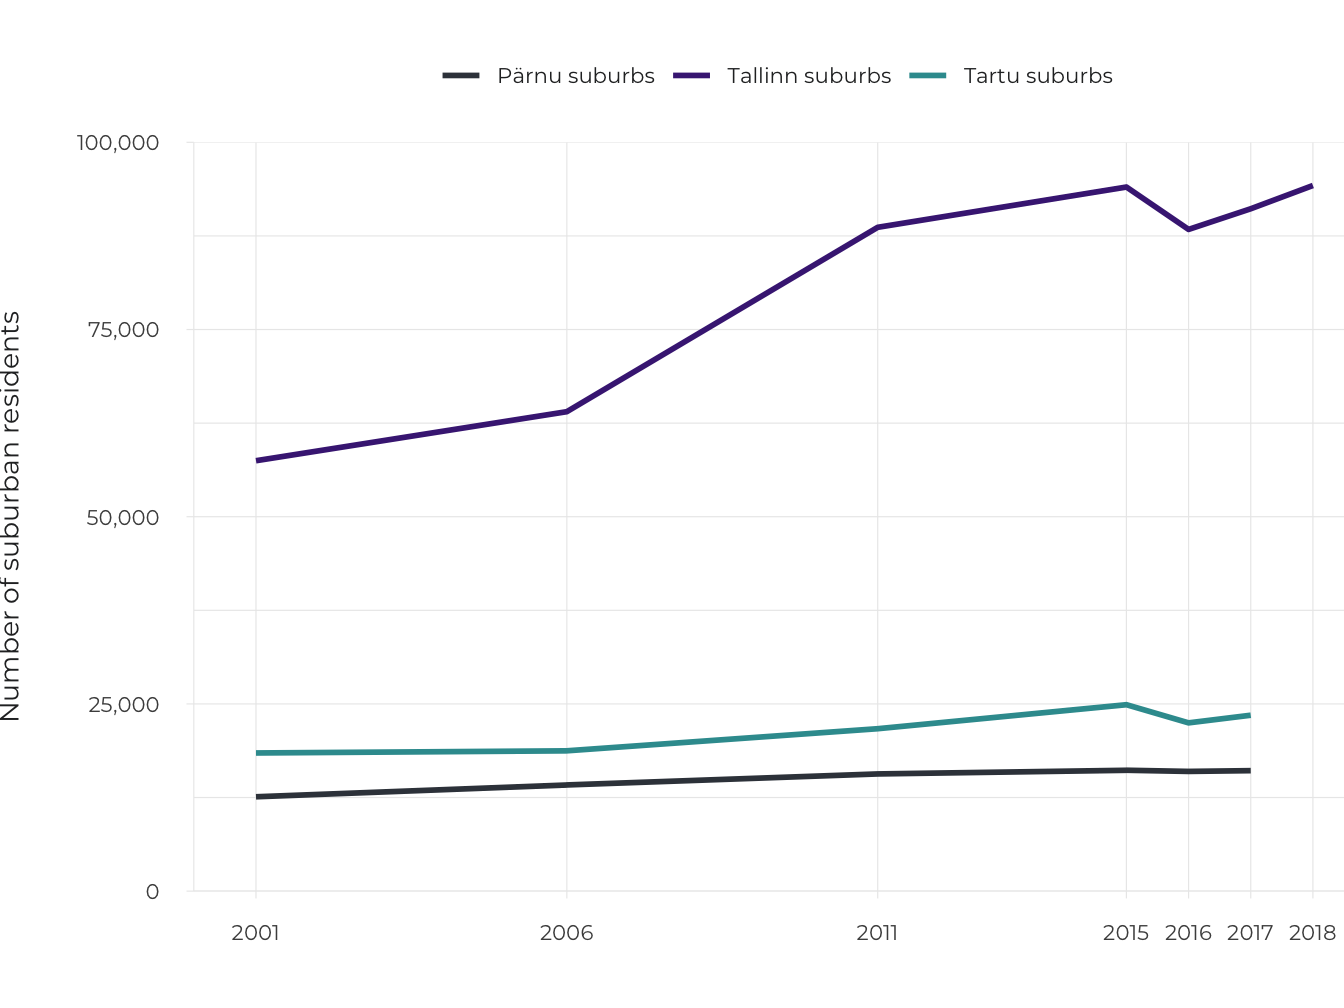 Pärnu suburbs Tallinn suburbs Tartu suburbs
100,000
75,000
50,000
25,000
0
Number of suburban residents
2001 2006 2011 2015 2016 2017 2018